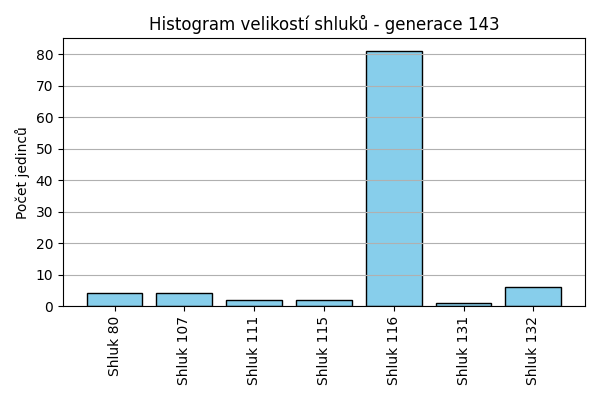 Histogram velikostí shluků - generace 143
Počet jedinců
80
70
60
50
40
30
20
10
0
Shluk 80
Shluk 107
Shluk 111
Shluk 115
Shluk 116
Shluk 131
Shluk 132